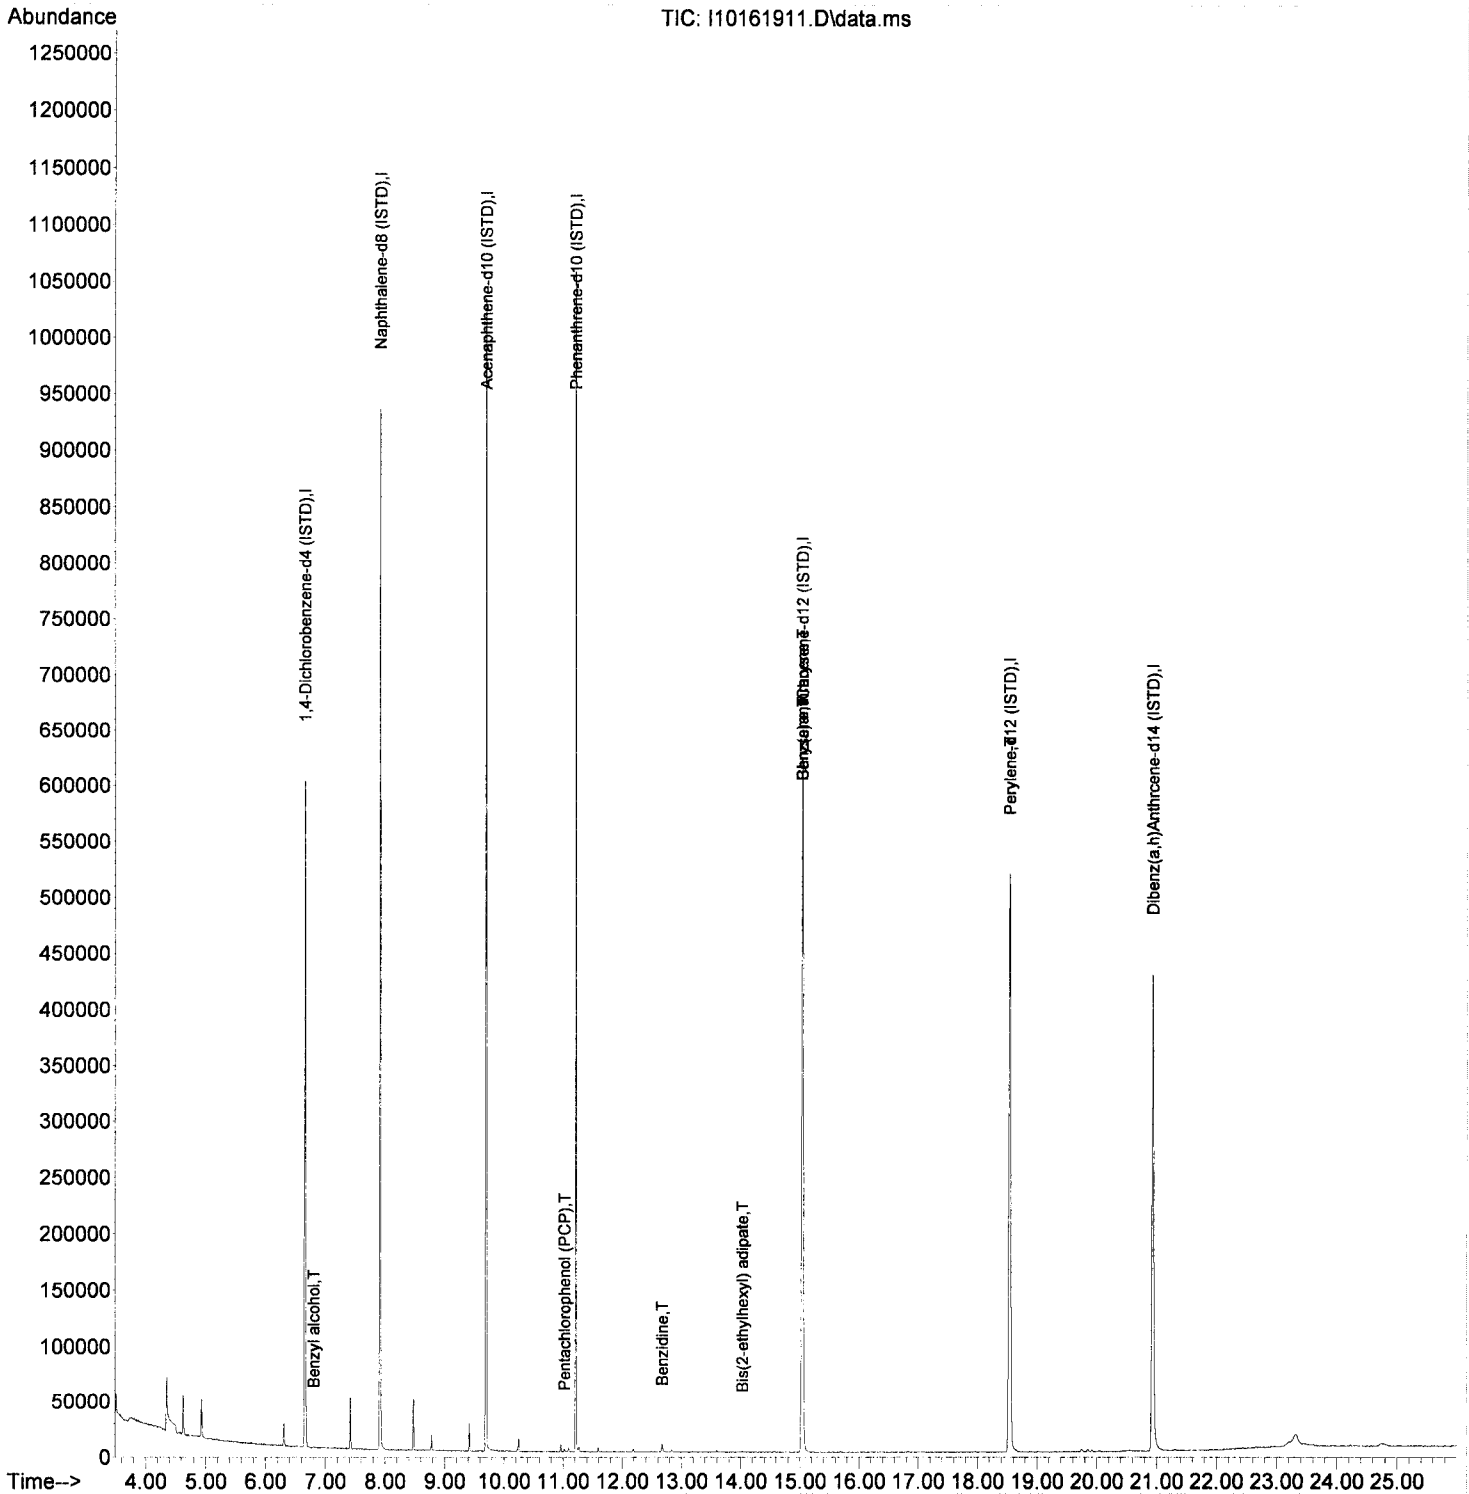 Abundance
TIC: I10161911.D\data.ms
1250000
1200000
1150000
1100000
1050000
1000000
950000
900000
850000
800000
750000
700000
650000
600000
550000
500000
450000
400000
350000
300000
250000
200000
150000
100000
50000
0
1,4-Dichlorobenzene-d4 (ISTD),I
Benzyl alcohol,T
Naphthalene-d8 (ISTD),I
Acenaphthene-d10 (ISTD),I
Pentachlorophenol (PCP),T
Phenanthrene-d10 (ISTD),I
Benzidine,T
Bis(2-ethylhexyl) adipate,T
Chrysene-d12 (ISTD),I
Perylene-d12 (ISTD),I
Dibenz(a,h)Anthrcene-d14 (ISTD),I
Time-->
4.00 5.00 6.00 7.00 8.00 9.00 10.00 11.00 12.00 13.00 14.00 15.00 16.00 17.00 18.00 19.00 20.00 21.00 22.00 23.00 24.00 25.00